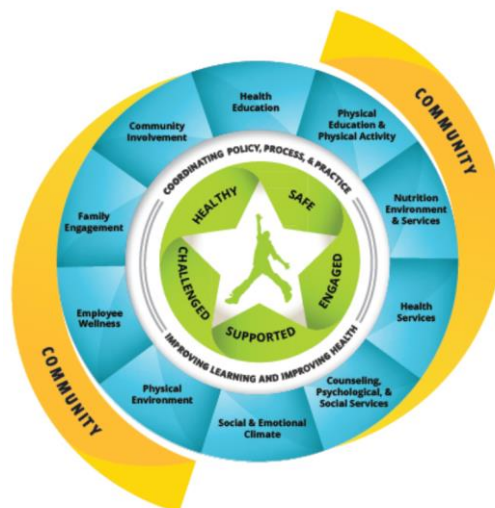 COMMUNITY
Health
Education
Physical
Education &
Physical Activity
Nutrition
Environment
& Services
Health
Services
Counseling,
Psychological, &
Social Services
Social & Emotional
Climate
Physical
Environment
Employee
Wellness
Family
Engagement
Community
Involvement
COORDINATING POLICY, PROCESS, & PRACTICE
IMPROVING LEARNING AND IMPROVING HEALTH
HEALTHY
SAFE
ENGAGED
SUPPORTED
CHALLENGED
COMMUNITY